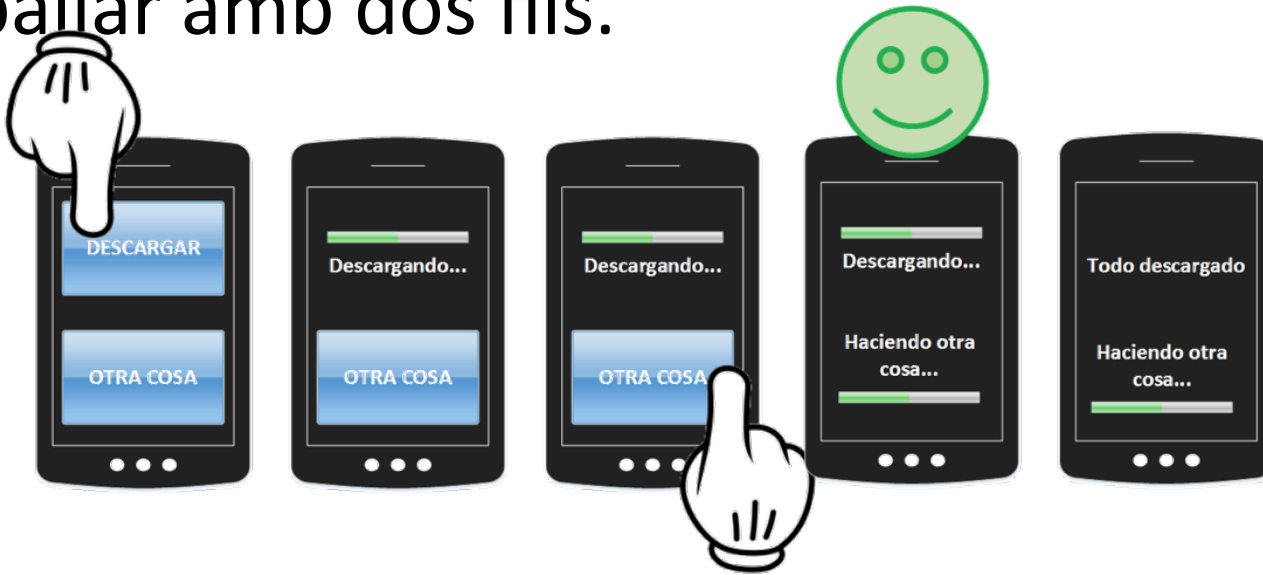 ballar amb dos fils.
DESCARGAR
OTRA COSA
Descargando...
OTRA COSA
Descargando...
OTRA COSA
Descargando...
Haciendo otra
cosa...
Todo descargado
Haciendo otra
cosa...